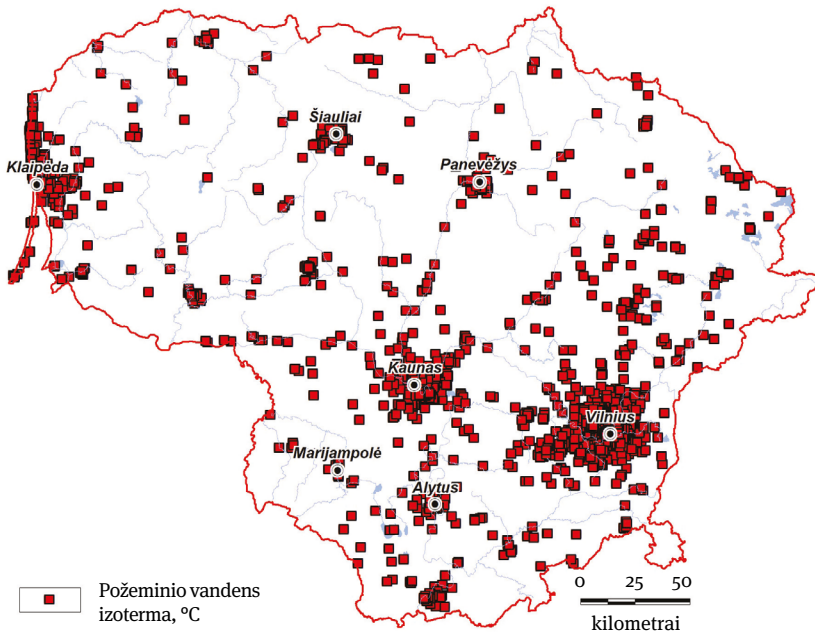 Šiauliai
Panevėžys
Klaipėda
Kaunas
Vilnius
Marijampolė
Alytus
Požeminio vandens
izoterma, °C
0 25 50
kilometrai